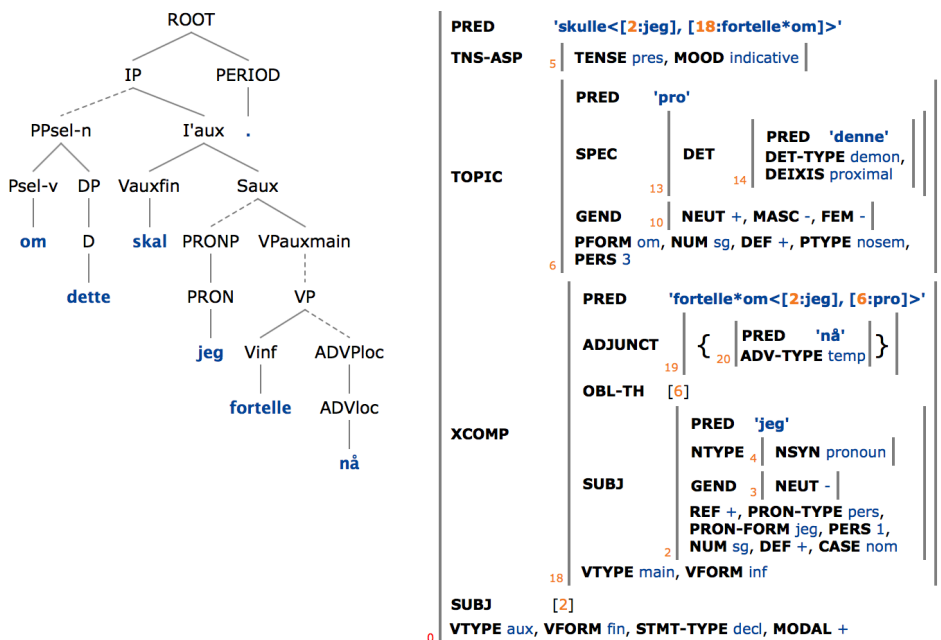 ROOT
IP PERIOD
PPsel-n I'aux .
Psel-v DP Vauxfin Saux
om D skal PRONP VPauxmain
dette PRON VP
jeg Vinf ADVPloc
fortelle ADVloc
nå
PRED 'skulle<[2:jeg], [18:fortelle*om]>'
TNS-ASP 5 TENSE pres, MOOD indicative
TOPIC
PRED 'pro'
SPEC 13 DET 14
PRED 'denne'
DET-TYPE demon,
DEIXIS proximal
GEND 10 NEUT +, MASC -, FEM -
PFORM om, NUM sg, DEF +, PTYPE nosem,
6 PERS 3
XCOMP
PRED 'fortelle*om<[2:jeg], [6:pro]>'
ADJUNCT 19 { 20
PRED 'nå'
ADV-TYPE temp }
OBL-TH [6]
SUBJ
PRED 'jeg'
NTYPE 4 NSYN pronoun
GEND 3 NEUT -
REF +, PRON-TYPE pers,
PRON-FORM jeg, PERS 1,
2 NUM sg, DEF +, CASE nom
18 VTYPE main, VFORM inf
SUBJ [2]
0 VTYPE aux, VFORM fin, STMT-TYPE decl, MODAL +